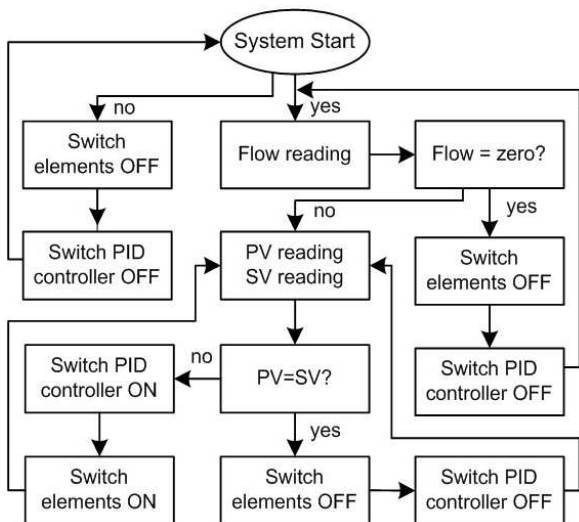 System Start
no
yes
Switch
elements OFF
Flow reading
Flow = zero?
no
yes
Switch PID
controller OFF
PV reading
SV reading
Switch
elements OFF
no
Switch PID
controller ON
PV=SV?
Switch PID
controller OFF
yes
Switch
elements ON
Switch
elements OFF
Switch PID
controller OFF